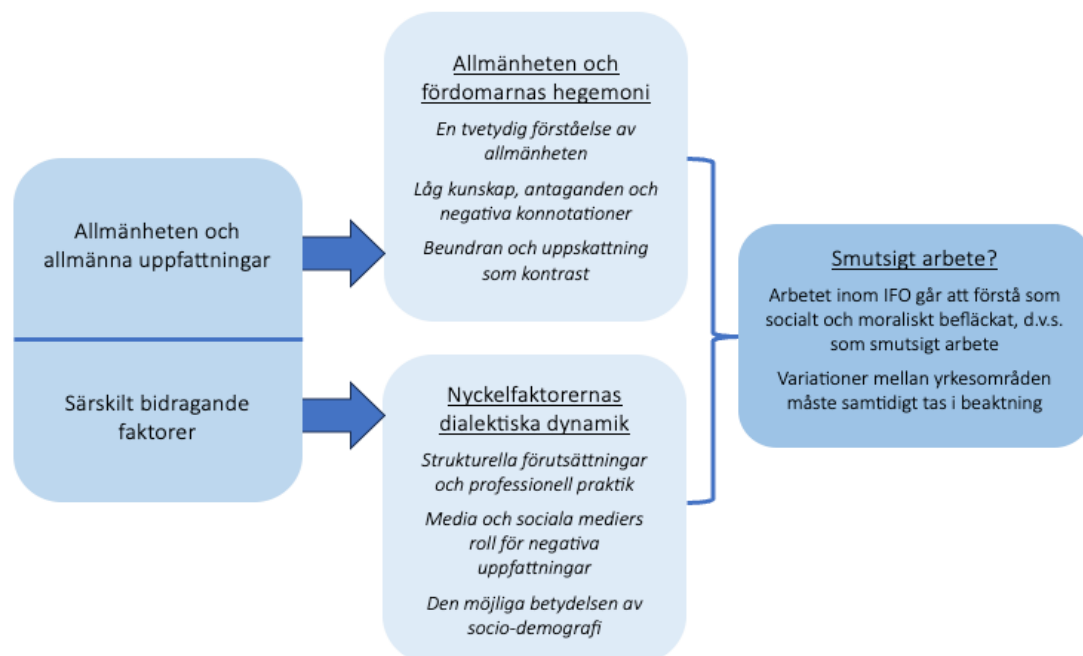 Allmänheten och
allmänna uppfattningar
Särskilt bidragande
faktorer
Allmänheten och
fördomarnas hegemoni
En tvetydig förståelse av
allmänheten
Låg kunskap, antaganden och
negativa konnotationer
Beundran och uppskattning
som kontrast
Nyckelfaktorernas
dialektiska dynamik
Strukturella förutsättningar
och professionell praktik
Media och sociala mediers
roll för negativa
uppfattningar
Den möjliga betydelsen av
socio-demografi
Smutsigt arbete?
Arbetet inom IFO går att förstå som
socialt och moraliskt befläckat, d.v.s.
som smutsigt arbete
Variationer mellan yrkesområden
måste samtidigt tas i beaktning